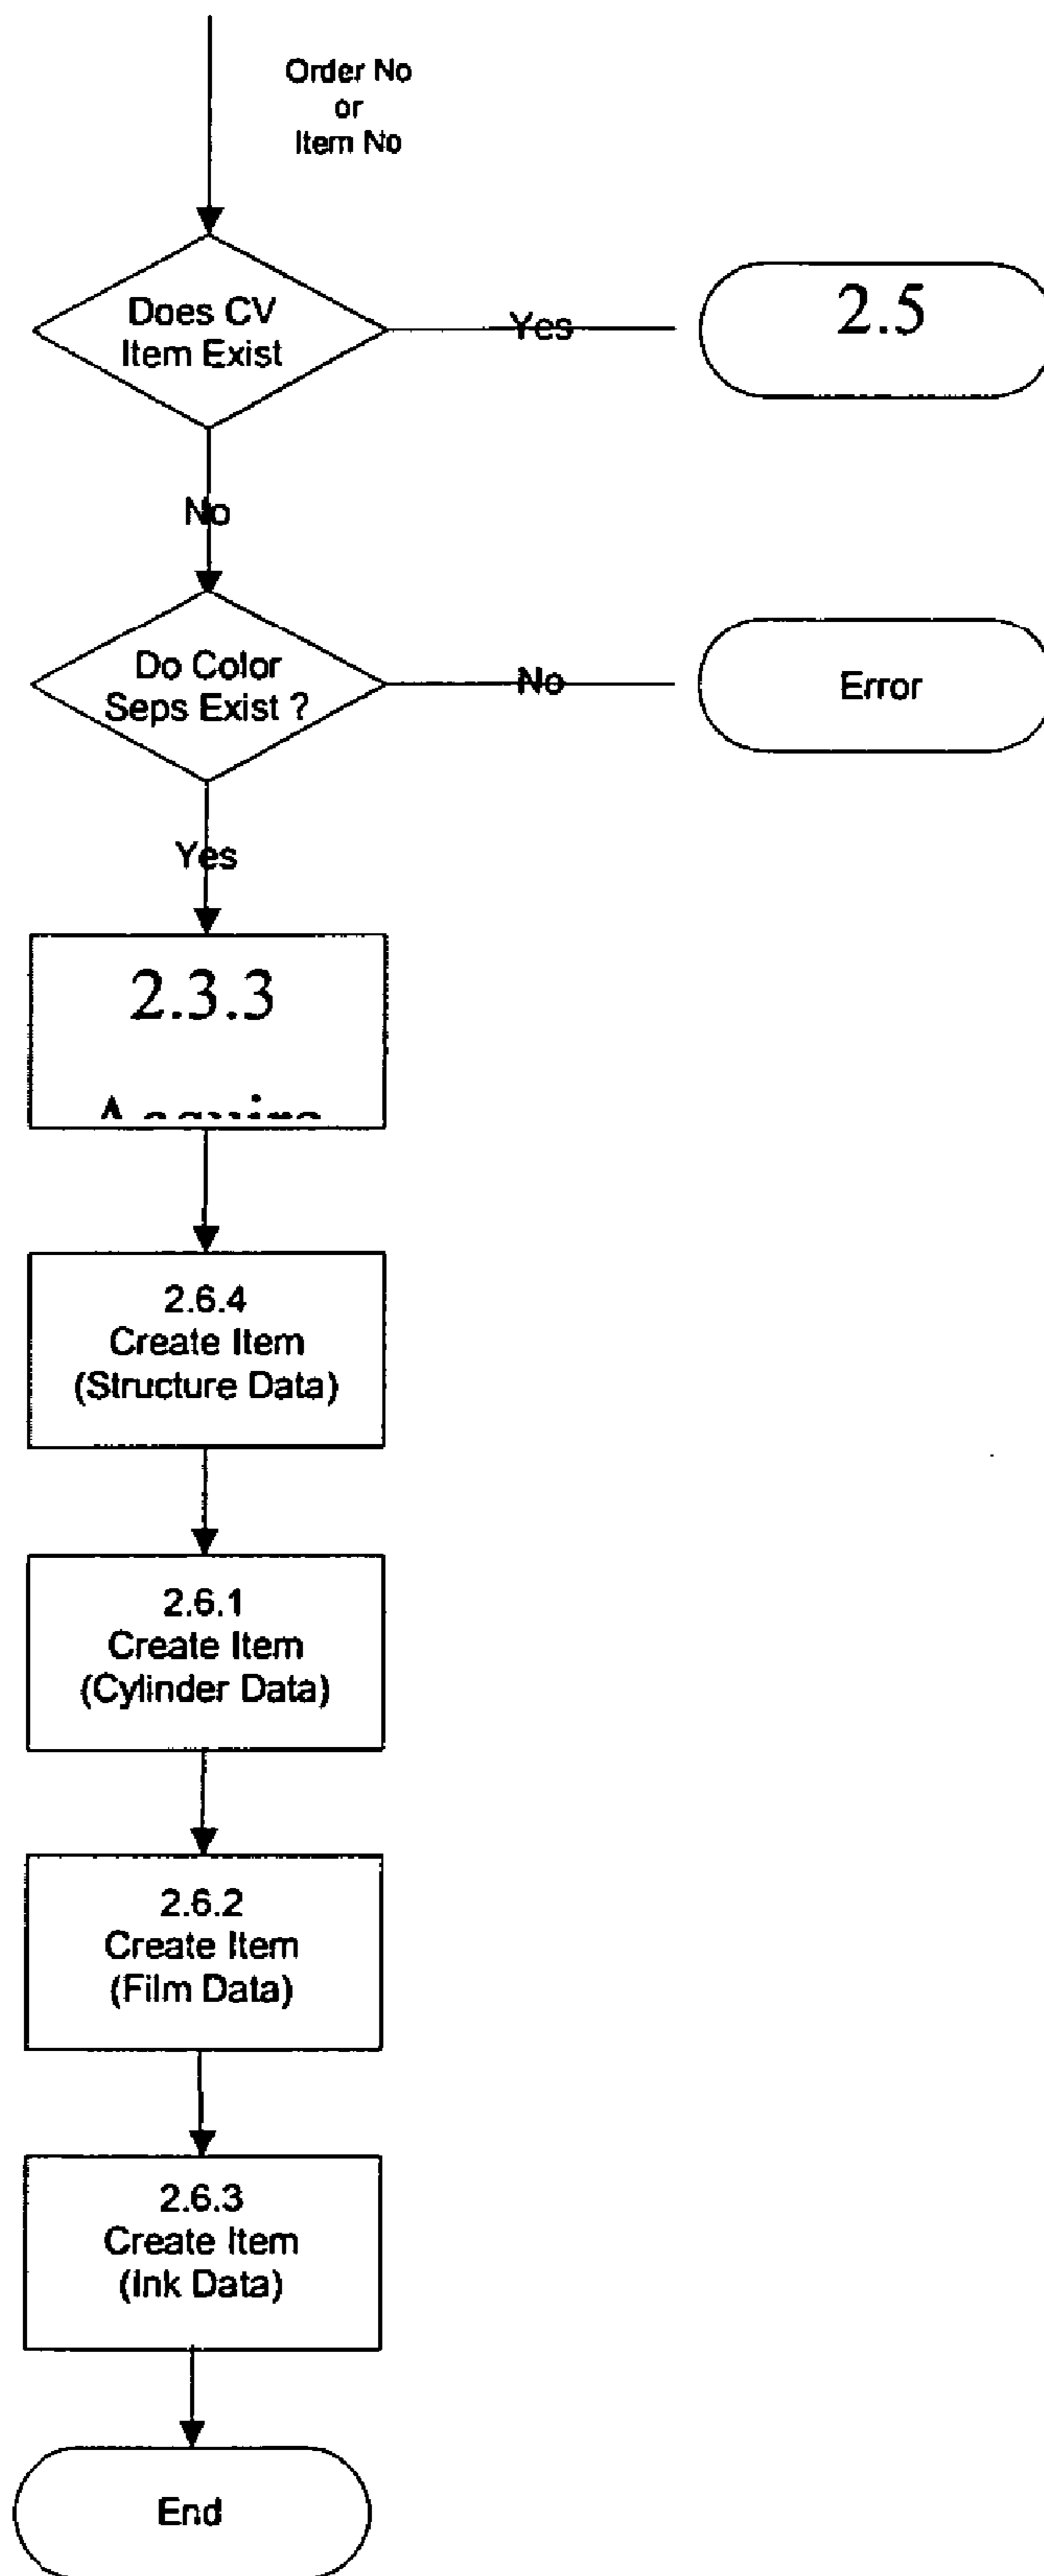 Order No
or
Item No
Does CV
Item Exist
Yes
2.5
No
Do Color
Seps Exist ?
No
Error
Yes
2.3.3
2.6.4
Create Item
(Structure Data)
2.6.1
Create Item
(Cylinder Data)
2.6.2
Create Item
(Film Data)
2.6.3
Create Item
(Ink Data)
End